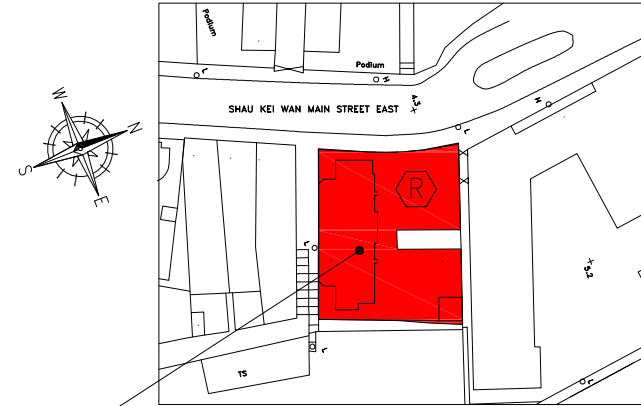 Podium
L
Podium
H
SHAU KEI WAN MAIN STREET EAST
4.3
H
L
W
N
S
E
R
L
5.2
L
TS
L